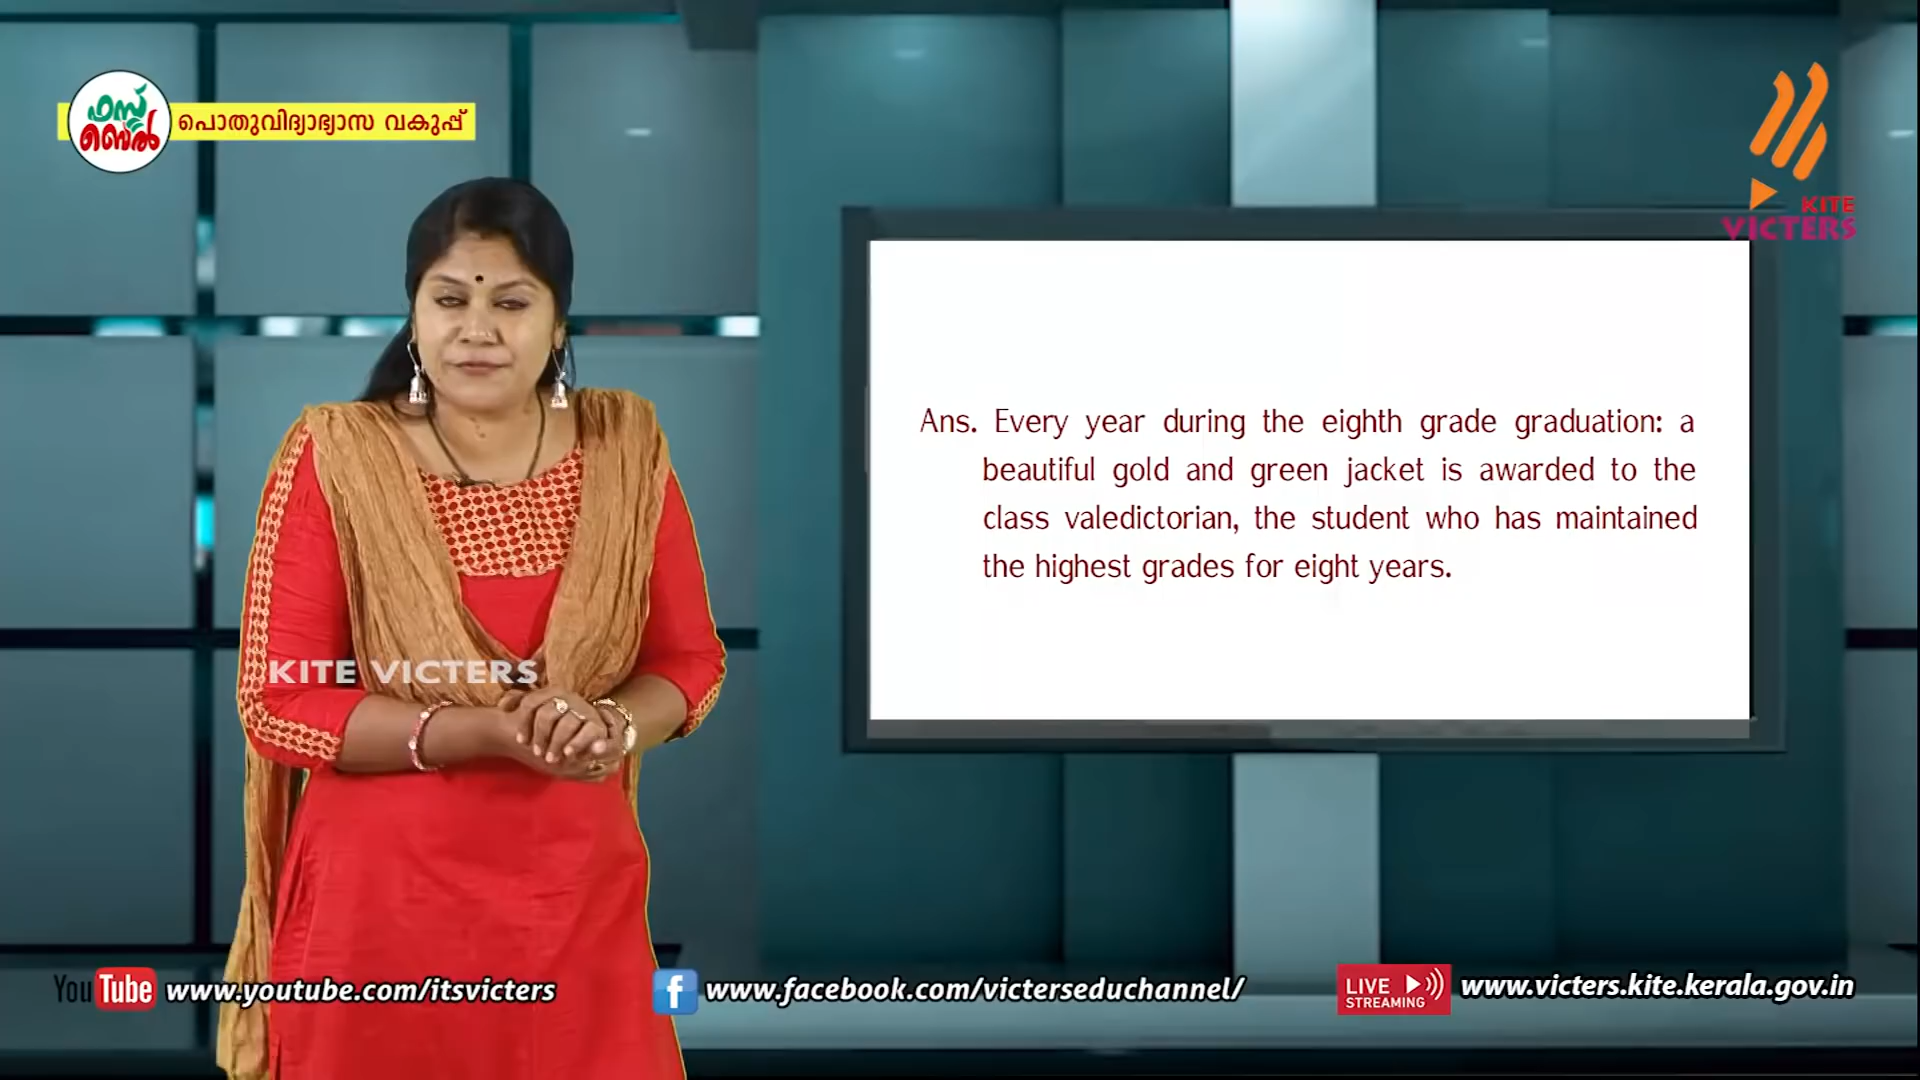 ഫസ്റ്റ്
ബെൽ
പൊതുവിദ്യാഭ്യാസ വകുപ്പ്
KITE
VICTERS
Ans. Every year during the eighth grade graduation: a
beautiful gold and green jacket is awarded to the
class valedictorian, the student who has maintained
the highest grades for eight years.
KITE VICTERS
YouTube www.youtube.com/itsvicters
f www.facebook.com/victerseduchannel/
LIVE
STREAMING
www.victers.kite.kerala.gov.in